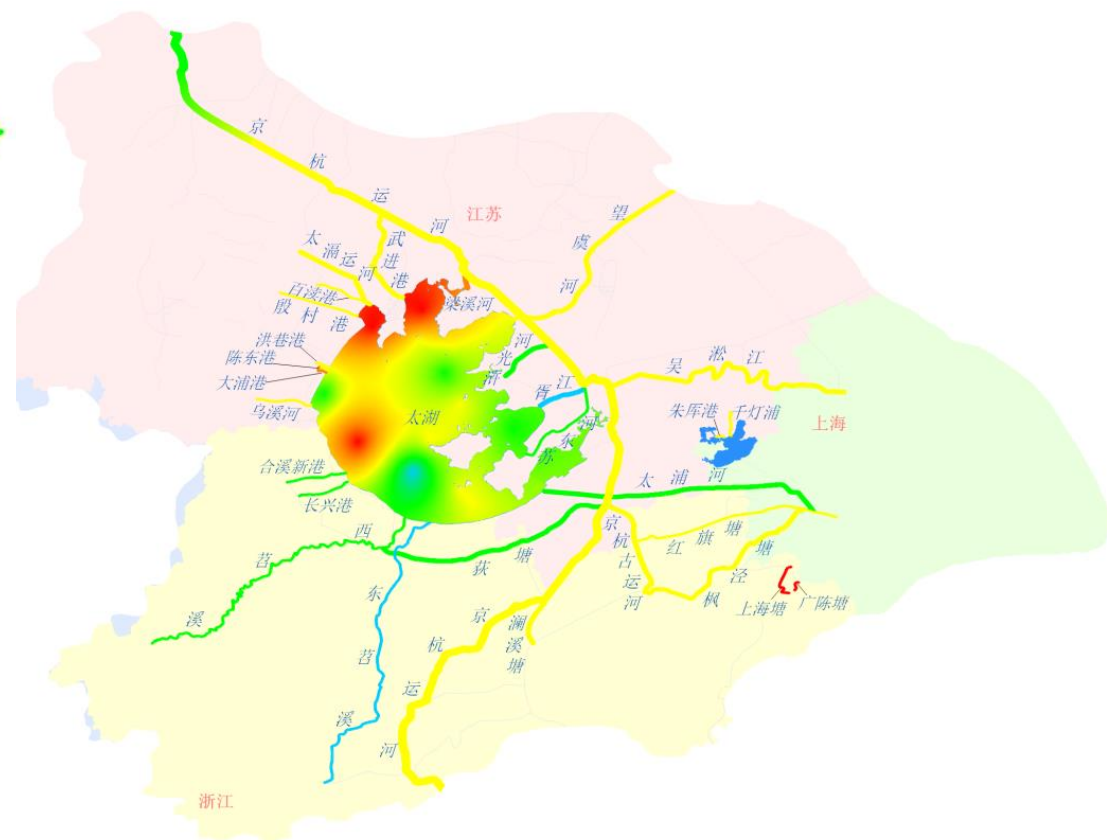 京杭运河
江苏
望虞河
武进港
太滆运河
百渎港
殷村港
梁溪河
洪巷港
陈东港
大浦港
乌溪河
浒光河
胥江
吴淞江
太湖
苏东河
朱厍港
千灯浦
上海
合溪新港
长兴港
太浦河
西苕溪
荻塘
京杭古运河
红旗塘
枫泾塘
上海塘
广陈塘
东苕溪
京杭运河
澜溪塘
浙江